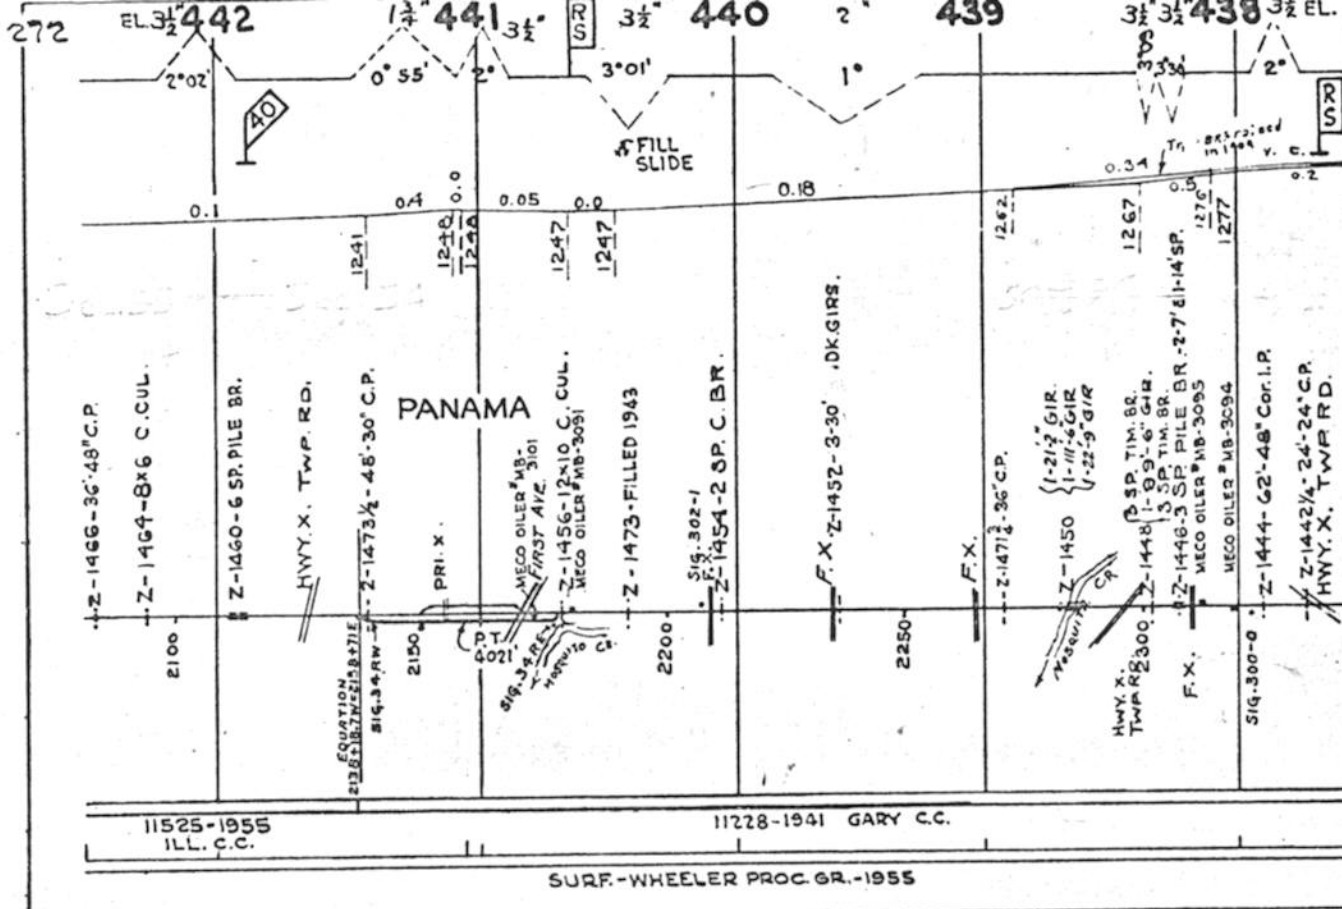 272
EL. 3½" 442
1¾" 441 3½"
R S
3½" 440
2" 439
3½" 3½" 438 3½ EL.
2°02'
0°55'
2°
3°01'
1°
2°
R S
40
FILL SLIDE
0.1
0.4
0.0
0.05
0.0
0.18
0.34
0.5
0.2
1241
1248
1248
1247
1247
1262
1267
1276
1277
PANAMA
Z-1466-36'-48" C.P.
Z-1464-8x6 C.CUL.
Z-1460-6 SP. PILE BR.
HWY.X. TWP. RD.
Z-1473½-48'-30" C.P.
PRI. X.
MECO OILER #MB-3101
FIRST AVE.
Z-1456-12x10 C. CUL.
MECO OILER #MB-3091
Z-1473-FILLED 1943
SIG. 302-1
F.X.
Z-1454-2 SP. C. BR.
F.X.
Z-1452-3-30' .DK.GIRS.
F.X.
Z-1471¾-36" C.P.
Z-1450
1-21'-2" GIR.
1-111'-6" GIR
1-22'-9" GIR
Z-1448
3 SP. TIM. BR.
1-99'-6" GIR.
3 SP. TIM. BR.
Z-1446-3 SP. PILE BR.-2-7' & 1-14' SP.
MECO OILER #MB-3095
MECO OILER #MB-3094
Z-1444-62'-48" Cor. I.P.
Z-1442¼-24'-24" C.P.
HWY. X. TWP. RD.
2100
EQUATION
SIG. 34 RW
2150
P.T. 4021'
SIG. 34 RE
MOSQUITO CR.
2200
2250
MOSQUITO CR
HWY. X.
2300
F.X.
SIG. 300-0
11525-1955
ILL. C.C.
11228-1941 GARY C.C.
SURF.-WHEELER PROC. GR.-1955